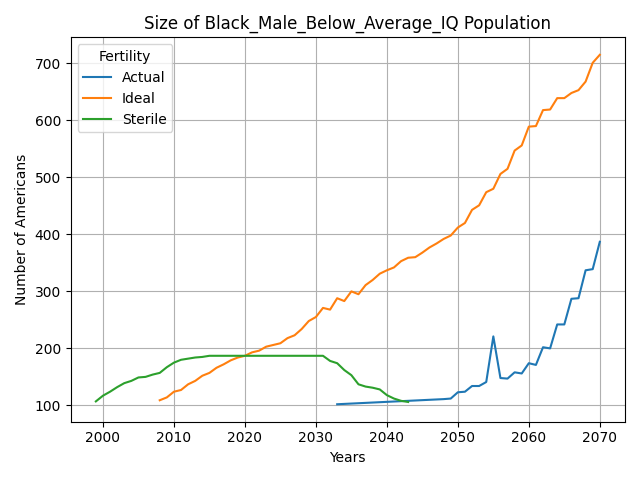 Size of Black_Male_Below_Average_IQ Population
Fertility
Actual
Ideal
Sterile
Number of Americans
700
600
500
400
300
200
100
2000 2010 2020 2030 2040 2050 2060 2070
Years